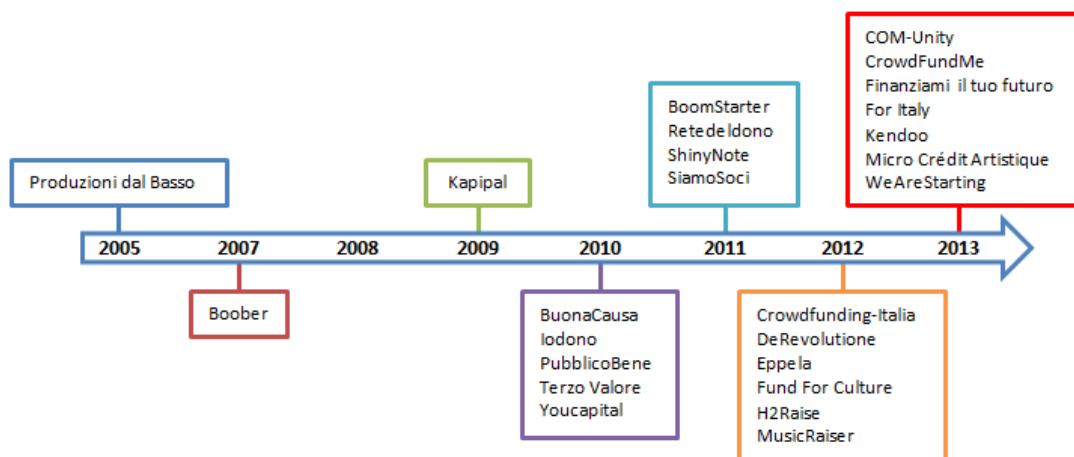 COM-Unity
CrowdFundMe
Finanziami il tuo futuro
For Italy
Kendoo
Micro Crédit Artistique
WeAreStarting
BoomStarter
Retedeldono
ShinyNote
SiamoSoci
Produzioni dal Basso
Kapipal
2005 2007 2008 2009 2010 2011 2012 2013
Boober
BuonaCausa
Iodono
PubblicoBene
Terzo Valore
Youcapital
Crowdfunding-Italia
DeRevolutione
Eppela
Fund For Culture
H2Raise
MusicRaiser